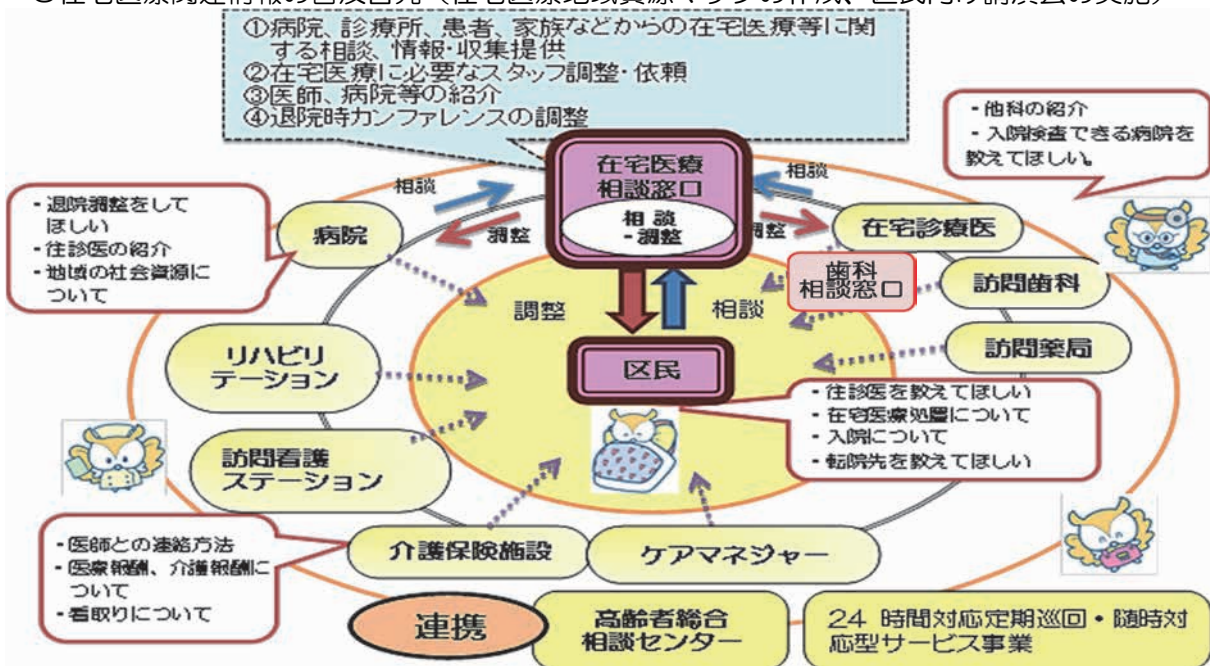 ①病院、診療所、患者、家族などからの在宅医療等に関
する相談、情報・収集提供
②在宅医療に必要なスタッフ調整・依頼
③医師、病院等の紹介
④退院時カンファレンスの調整
・他科の紹介
・入院検査できる病院を
教えてほしい。
在宅医療
相談窓口
相談
・調整
相談
調整
相談
調整
・退院調整をして
ほしい
・往診医の紹介
・地域の社会資源に
ついて
病院
在宅診療医
歯科
相談窓口
訪問歯科
調整
相談
訪問薬局
リハビリ
テーション
区民
・往診医を教えてほしい
・在宅医療処置について
・入院について
・転院先を教えてほしい
訪問看護
ステーション
・医師との連絡方法
・医療報酬、介護報酬に
ついて
・看取りについて
介護保険施設
ケアマネジャー
連携
高齢者総合
相談センター
24 時間対応定期巡回・随時対
応型サービス事業